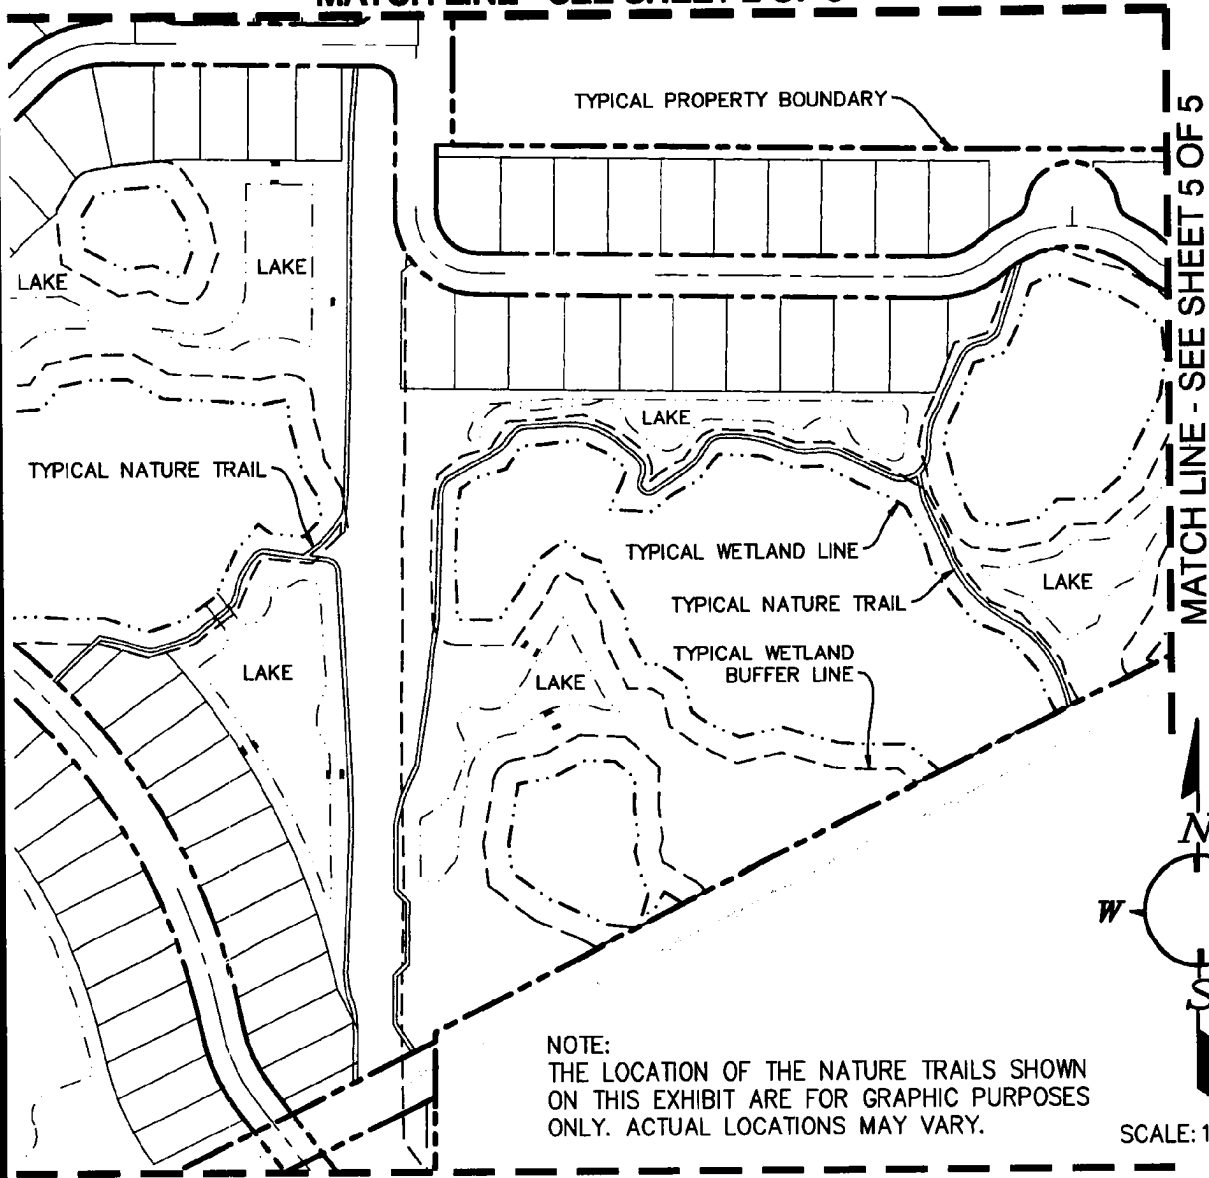 TYPICAL PROPERTY BOUNDARY
MATCH LINE - SEE SHEET 5 OF 5
LAKE
LAKE
LAKE
TYPICAL NATURE TRAIL
TYPICAL WETLAND LINE
LAKE
TYPICAL NATURE TRAIL
TYPICAL WETLAND
BUFFER LINE
LAKE
LAKE
N
W
S
NOTE:
THE LOCATION OF THE NATURE TRAILS SHOWN
ON THIS EXHIBIT ARE FOR GRAPHIC PURPOSES
ONLY. ACTUAL LOCATIONS MAY VARY.
SCALE: 1